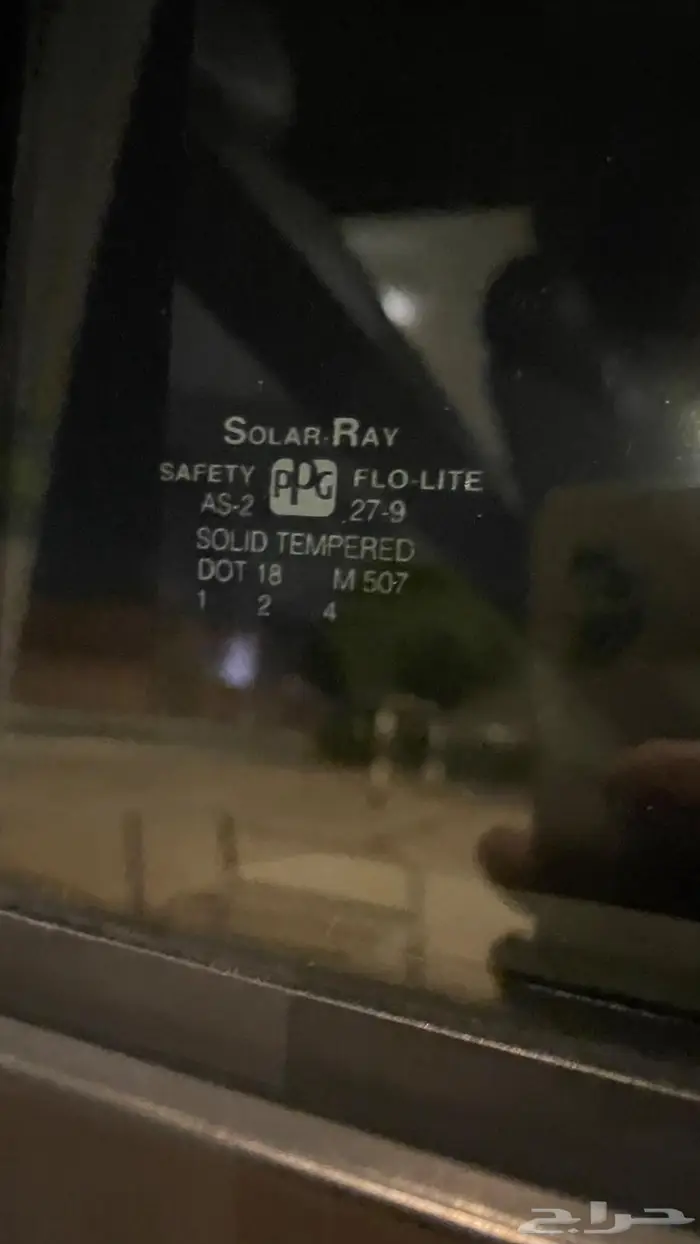 SOLAR-RAY
SAFETY PPG FLO-LITE
AS-2 27-9
SOLID TEMPERED
DOT 18 M 507
1 2 4
حراج